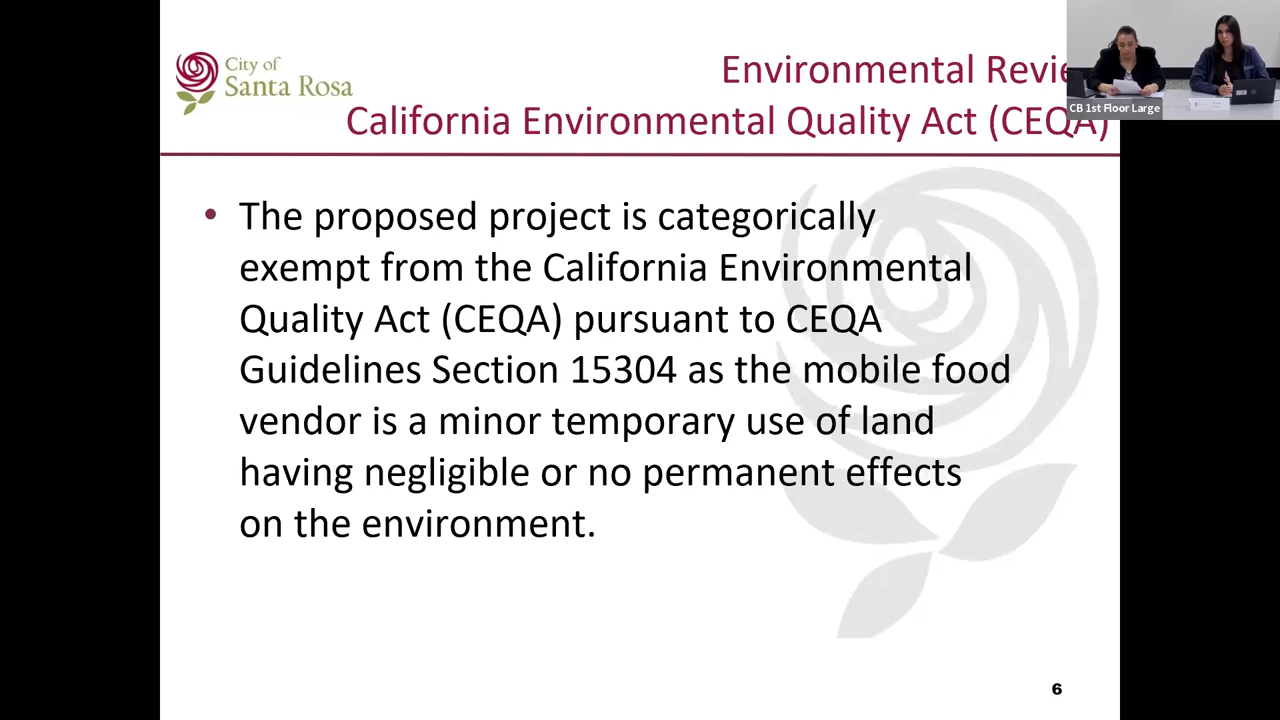 City of
Santa Rosa
Environmental
California Environmental Quality Act (CEQA)
• The proposed project is categorically
exempt from the California Environmental
Quality Act (CEQA) pursuant to CEQA
Guidelines Section 15304 as the mobile food
vendor is a minor temporary use of land
having negligible or no permanent effects
on the environment.
6
CB 1st Floor Large